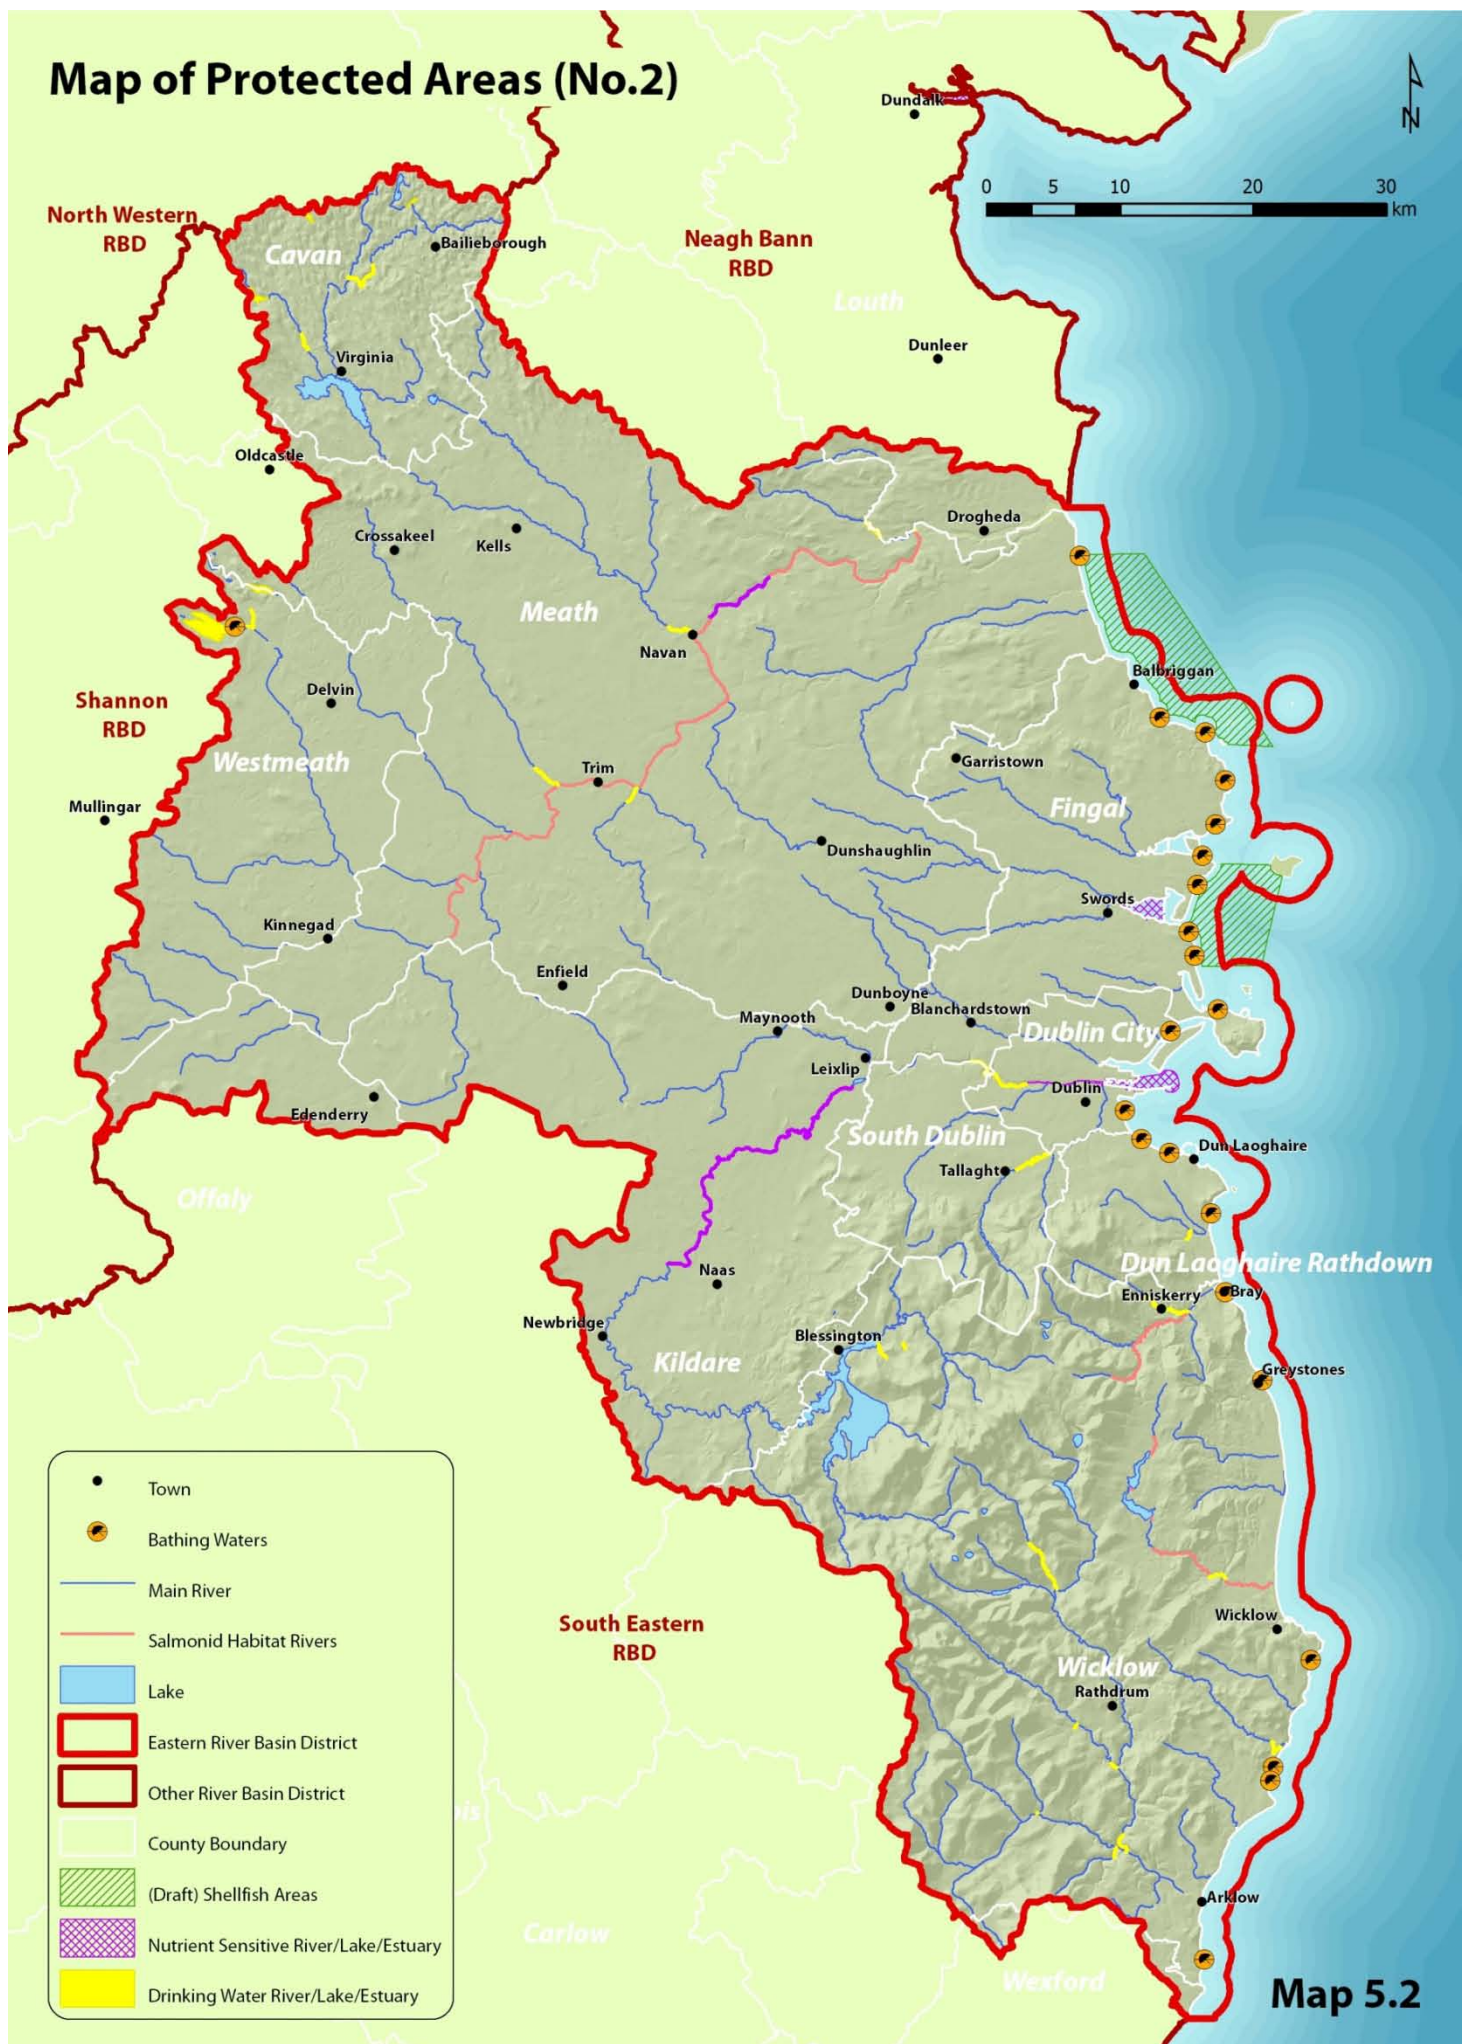 Map of Protected Areas (No.2)
Dundalk
N
0 5 10 20 30
km
North Western
RBD
Cavan
Bailieborough
Neagh Bann
RBD
Louth
Dunleer
Virginia
Oldcastle
Drogheda
Crossakeel
Kells
Meath
Navan
Balbriggan
Shannon
RBD
Delvin
Westmeath
Trim
Garristown
Mullingar
Fingal
Dunshaughlin
Swords
Kinnegad
Enfield
Dunboyne
Blanchardstown
Maynooth
Dublin City
Leixlip
Dublin
Edenderry
South Dublin
Dun Laoghaire
Tallaght
Offaly
Dun Laoghaire Rathdown
Naas
Enniskerry
Bray
Newbridge
Blessington
Kildare
Greystones
Town
Bathing Waters
Main River
Salmonid Habitat Rivers
Lake
Eastern River Basin District
Other River Basin District
County Boundary
(Draft) Shellfish Areas
Nutrient Sensitive River/Lake/Estuary
Drinking Water River/Lake/Estuary
South Eastern
RBD
Wicklow
Wicklow
Rathdrum
ois
Arklow
Carlow
Wexford
Map 5.2